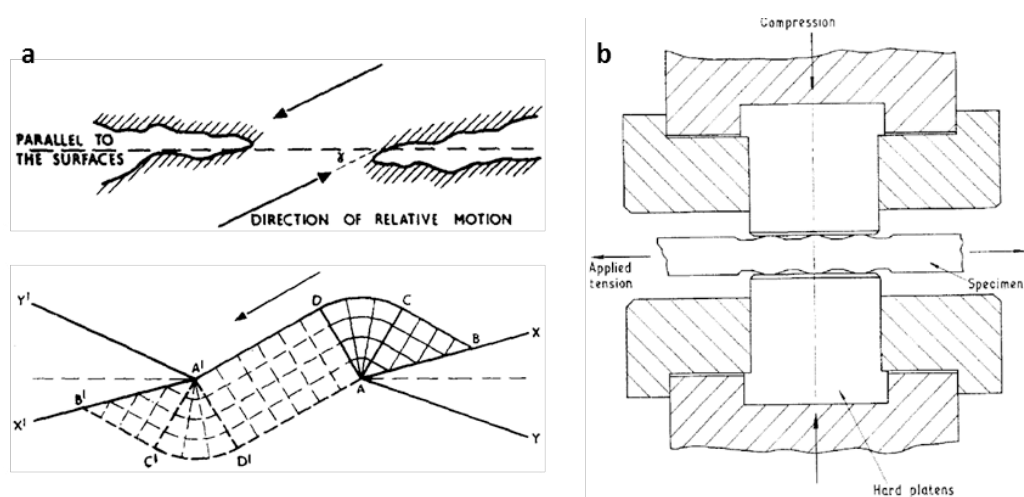 a
PARALLEL TO
THE SURFACES
γ
DIRECTION OF RELATIVE MOTION
Y'
D
C
X
B
A'
A
B'
X'
C'
D'
Y
b
Compression
Applied
tension
Specimen
Hard platens